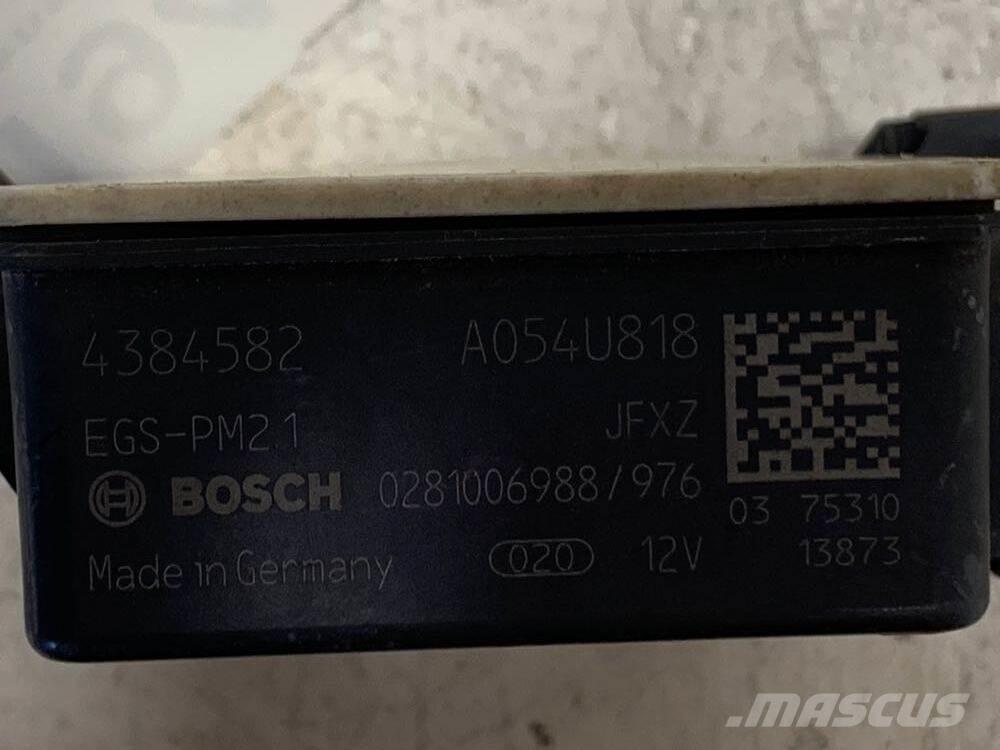 4384582 A054U818
EGS-PM2.1 JFXZ
BOSCH 0281006988/976 03 75310
Made in Germany 020 12V 13873
MASCUS